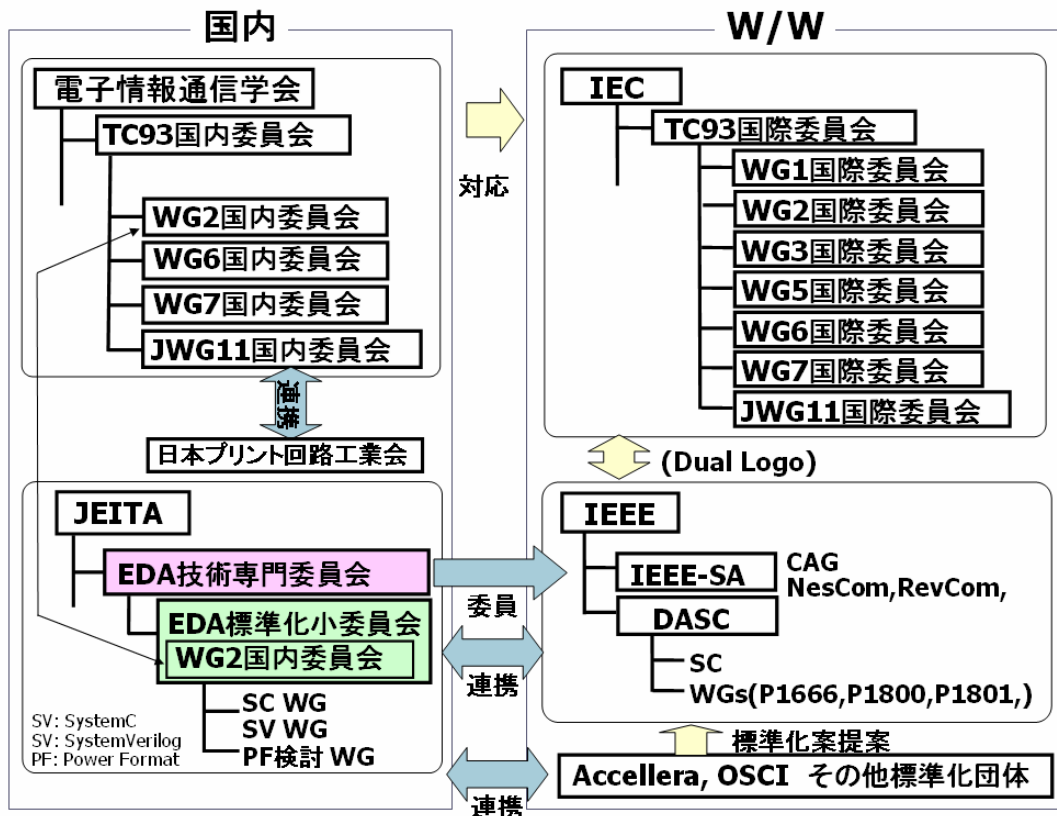 国内
電子情報通信学会
TC93国内委員会
WG2国内委員会
WG6国内委員会
WG7国内委員会
JWG11国内委員会
連携
日本プリント回路工業会
JEITA
EDA技術専門委員会
EDA標準化小委員会
WG2国内委員会
SC WG
SV WG
PF検討 WG
SV: SystemC
SV: SystemVerilog
PF: Power Format
対応
委員
連携
連携
W/W
IEC
TC93国際委員会
WG1国際委員会
WG2国際委員会
WG3国際委員会
WG5国際委員会
WG6国際委員会
WG7国際委員会
JWG11国際委員会
(Dual Logo)
IEEE
IEEE-SA
CAG
NesCom,RevCom,
DASC
SC
WGs(P1666,P1800,P1801,)
標準化案提案
Accellera, OSCI その他標準化団体